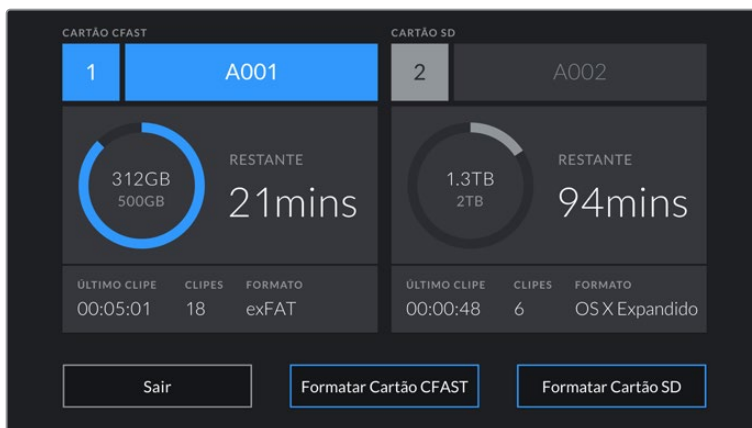 CARTÃO CFAST
1
A001
312GB
500GB
RESTANTE
21mins
ÚLTIMO CLIPE CLIPES FORMATO
00:05:01 18 exFAT
CARTÃO SD
2
A002
1.3TB
2TB
RESTANTE
94mins
ÚLTIMO CLIPE CLIPES FORMATO
00:00:48 6 OS X Expandido
Sair
Formatar Cartão CFAST
Formatar Cartão SD